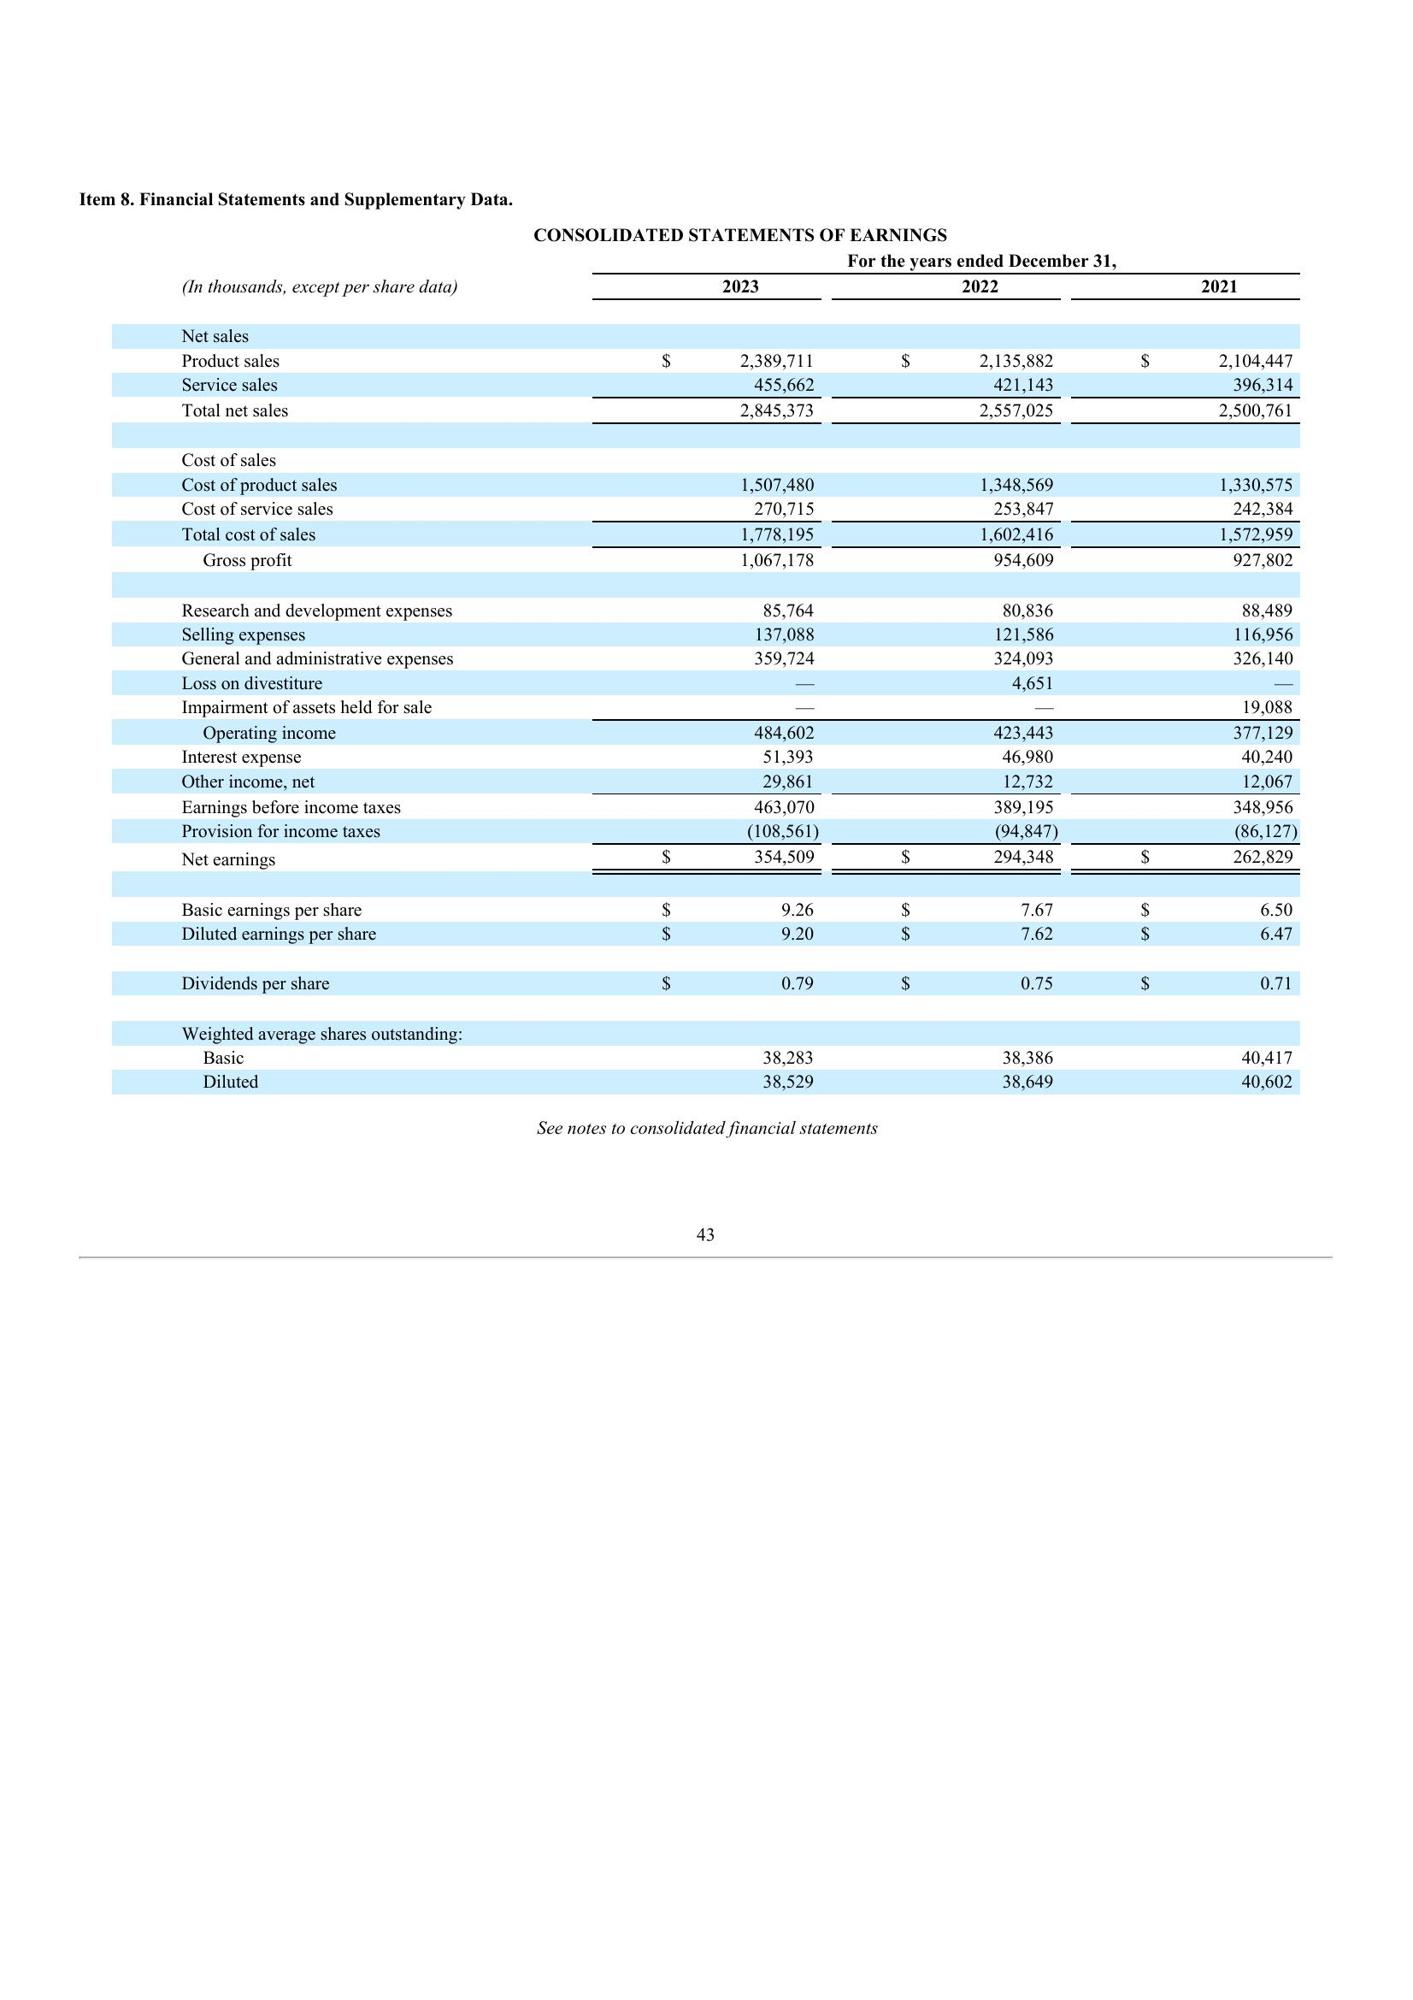 Item 8. Financial Statements and Supplementary Data.
CONSOLIDATED STATEMENTS OF EARNINGS
For the years ended December 31,
(In thousands, except per share data) 2023 2022 2021
Net sales
Product sales $ 2,389,711 $ 2,135,882 $ 2,104,447
Service sales 455,662 421,143 396,314
Total net sales 2,845,373 2,557,025 2,500,761
Cost of sales
Cost of product sales 1,507,480 1,348,569 1,330,575
Cost of service sales 270,715 253,847 242,384
Total cost of sales 1,778,195 1,602,416 1,572,959
Gross profit 1,067,178 954,609 927,802
Research and development expenses 85,764 80,836 88,489
Selling expenses 137,088 121,586 116,956
General and administrative expenses 359,724 324,093 326,140
Loss on divestiture — 4,651 —
Impairment of assets held for sale — — 19,088
Operating income 484,602 423,443 377,129
Interest expense 51,393 46,980 40,240
Other income, net 29,861 12,732 12,067
Earnings before income taxes 463,070 389,195 348,956
Provision for income taxes (108,561) (94,847) (86,127)
Net earnings $ 354,509 $ 294,348 $ 262,829
Basic earnings per share $ 9.26 $ 7.67 $ 6.50
Diluted earnings per share $ 9.20 $ 7.62 $ 6.47
Dividends per share $ 0.79 $ 0.75 $ 0.71
Weighted average shares outstanding:
Basic 38,283 38,386 40,417
Diluted 38,529 38,649 40,602
See notes to consolidated financial statements
43